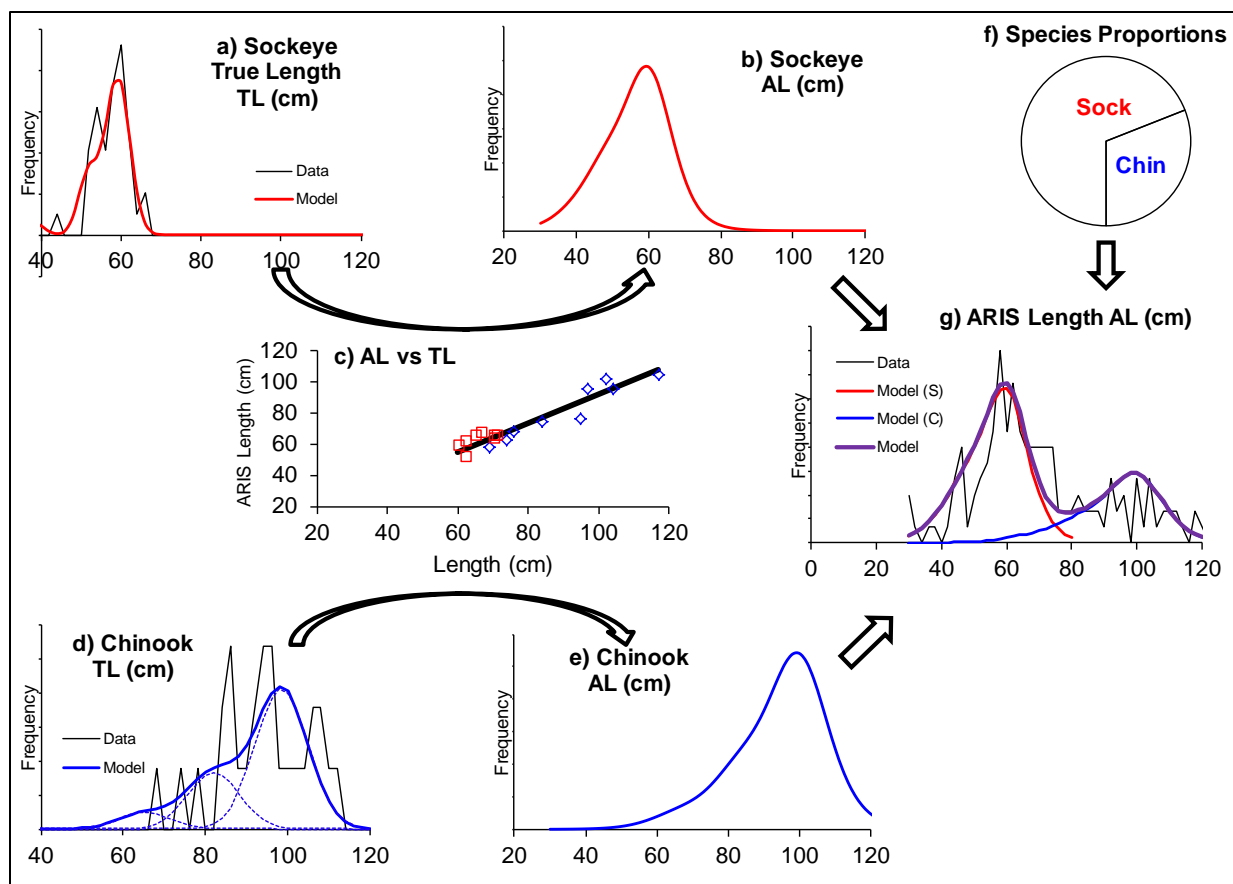 a) Sockeye
True Length
TL (cm)
Frequency
Data
Model
40 60 80 100 120
b) Sockeye
AL (cm)
Frequency
20 40 60 80 100 120
f) Species Proportions
Sock
Chin
c) AL vs TL
ARIS Length (cm)
120
100
80
60
40
20
20 40 60 80 100 120
Length (cm)
g) ARIS Length AL (cm)
Frequency
Data
Model (S)
Model (C)
Model
0 20 40 60 80 100 120
d) Chinook
TL (cm)
Frequency
Data
Model
40 60 80 100 120
e) Chinook
AL (cm)
Frequency
20 40 60 80 100 120